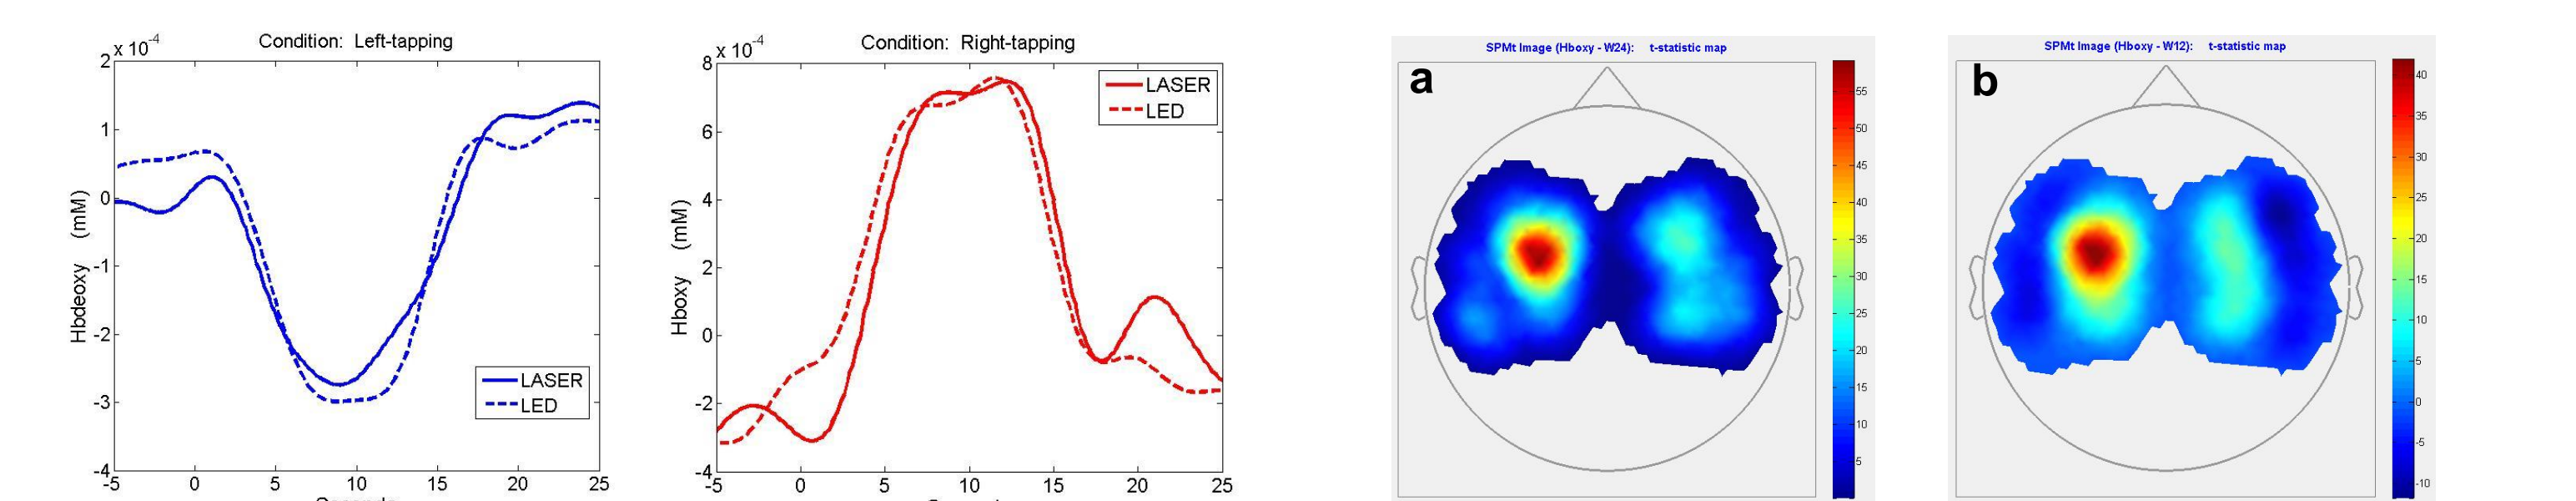 x 10-4 Condition: Left-tapping
2
1
0
-1
-2
-3
-4
Hbdeoxy (mM)
LASER
LED
-5 0 5 10 15 20 25
x 10-4 Condition: Right-tapping
8
6
4
2
0
-2
-4
Hboxy (mM)
LASER
LED
-5 0 5 10 15 20 25
SPMt Image (Hboxy - W24): t-statistic map
a
55
50
45
40
35
30
25
20
15
10
5
SPMt Image (Hboxy - W12): t-statistic map
b
40
35
30
25
20
15
10
5
0
-5
-10